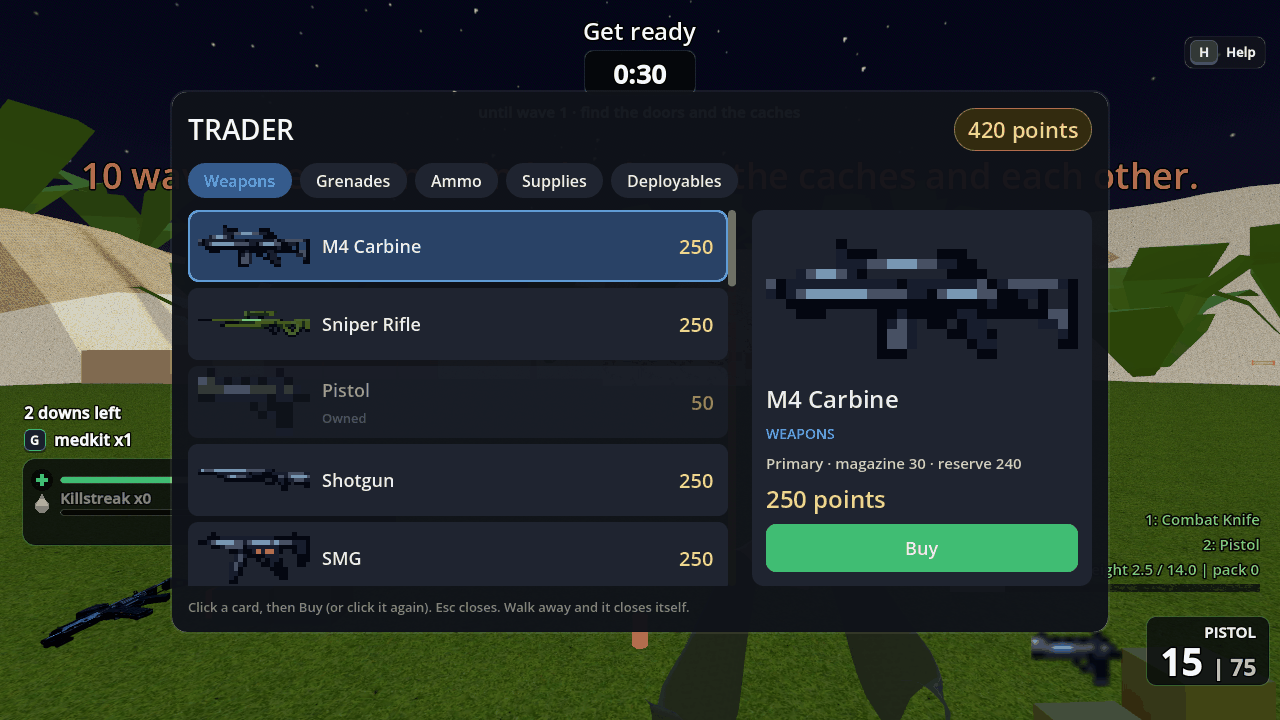 Get ready
0:30
H Help
until wave 1 - find the doors and the caches
TRADER
420 points
10 wa the caches and each other.
Weapons Grenades Ammo Supplies Deployables
M4 Carbine 250
Sniper Rifle 250
Pistol 50
Owned
Shotgun 250
SMG 250
M4 Carbine
WEAPONS
Primary · magazine 30 · reserve 240
250 points
Buy
Click a card, then Buy (or click it again). Esc closes. Walk away and it closes itself.
2 downs left
G medkit x1
Killstreak x0
1: Combat Knife
2: Pistol
ght 2.5 / 14.0 | pack 0
PISTOL
15 | 75